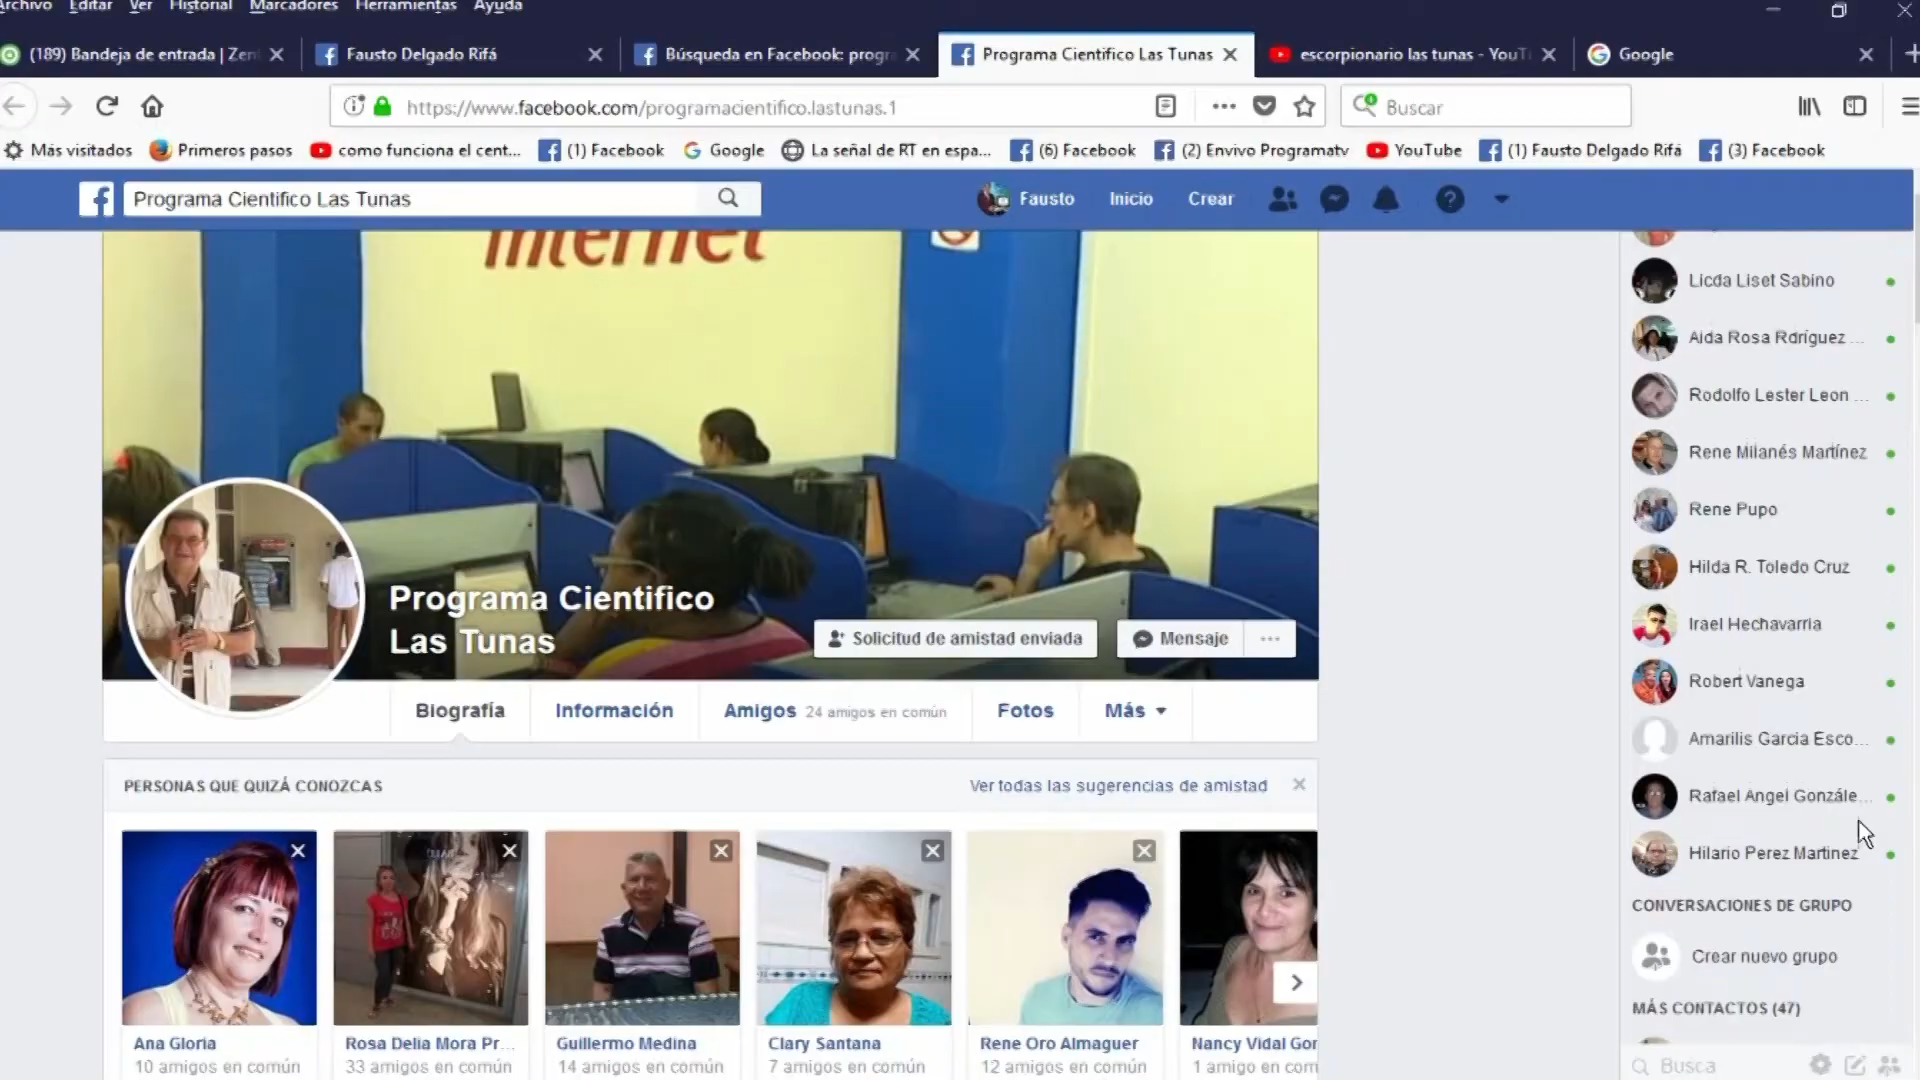 Archivo Editar Ver Historial Marcadores Herramientas Ayuda
(189) Bandeja de entrada | Zen
Fausto Delgado Rifá
Búsqueda en Facebook: progr
Programa Cientifico Las Tunas
escorpionario las tunas - YouT
Google
https://www.facebook.com/programacientifico.lastunas.1
Buscar
Más visitados
Primeros pasos
como funciona el cent...
(1) Facebook
Google
La señal de RT en espa...
(6) Facebook
(2) Envivo Programatv
YouTube
(1) Fausto Delgado Rifá
(3) Facebook
Programa Cientifico Las Tunas
Fausto
Inicio
Crear
internet
Programa Cientifico
Las Tunas
Solicitud de amistad enviada
Mensaje
Biografía
Información
Amigos 24 amigos en común
Fotos
Más
PERSONAS QUE QUIZÁ CONOZCAS
Ver todas las sugerencias de amistad
Ana Gloria
10 amigos en común
Rosa Delia Mora Pr...
33 amigos en común
Guillermo Medina
14 amigos en común
Clary Santana
7 amigos en común
Rene Oro Almaguer
12 amigos en común
Nancy Vidal Gor
1 amigo en com
Licda Liset Sabino
Aida Rosa Rdríguez ...
Rodolfo Lester Leon ...
Rene Milanés Martínez
Rene Pupo
Hilda R. Toledo Cruz
Irael Hechavarria
Robert Vanega
Amarilis Garcia Esco...
Rafael Angel Gonzále...
Hilario Perez Martinez
CONVERSACIONES DE GRUPO
Crear nuevo grupo
MÁS CONTACTOS (47)
Busca